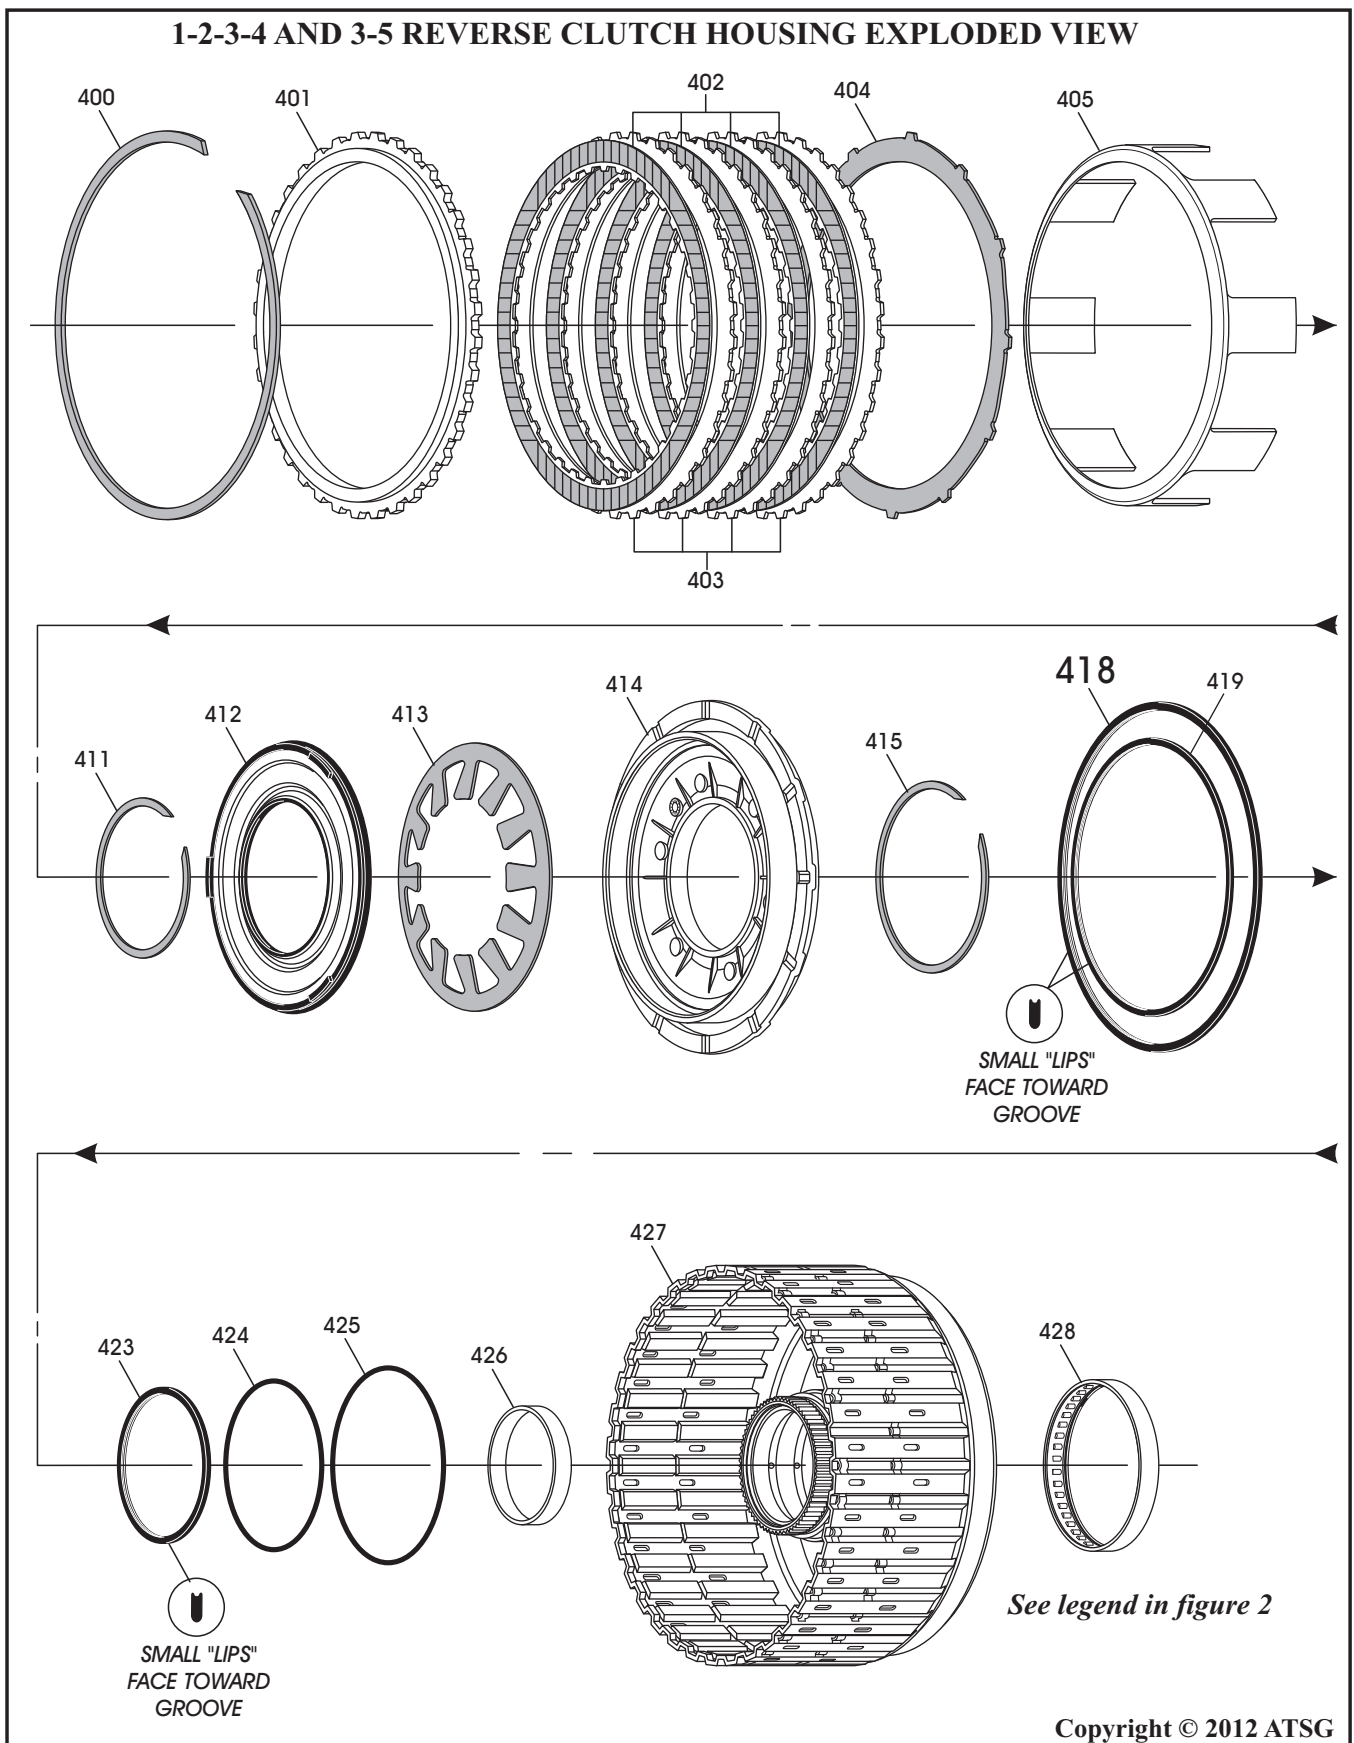 1-2-3-4 AND 3-5 REVERSE CLUTCH HOUSING EXPLODED VIEW
400
401
402
404
405
403
411
412
413
414
415
418
419
SMALL "LIPS"
FACE TOWARD
GROOVE
423
424
425
426
427
428
SMALL "LIPS"
FACE TOWARD
GROOVE
See legend in figure 2
Copyright © 2012 ATSG